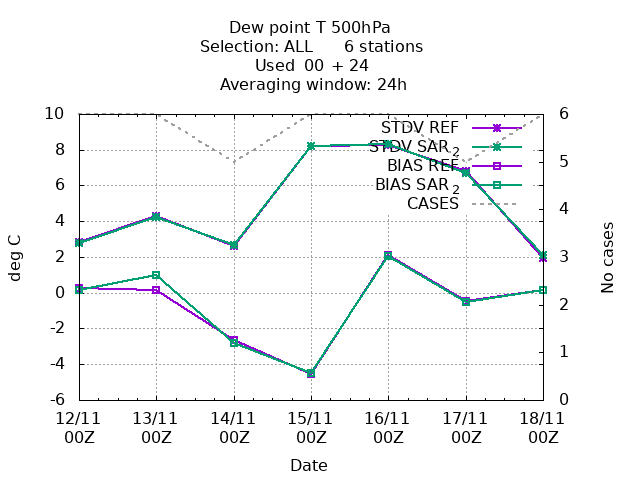 Dew point T 500hPa
Selection: ALL 6 stations
Used 00 + 24
Averaging window: 24h
10
8
6
4
2
0
-2
-4
-6
deg C
6
5
4
3
2
1
0
No cases
STDV REF
STDV SAR 2
BIAS REF
BIAS SAR 2
CASES
12/11 13/11 14/11 15/11 16/11 17/11 18/11
00Z 00Z 00Z 00Z 00Z 00Z 00Z
Date